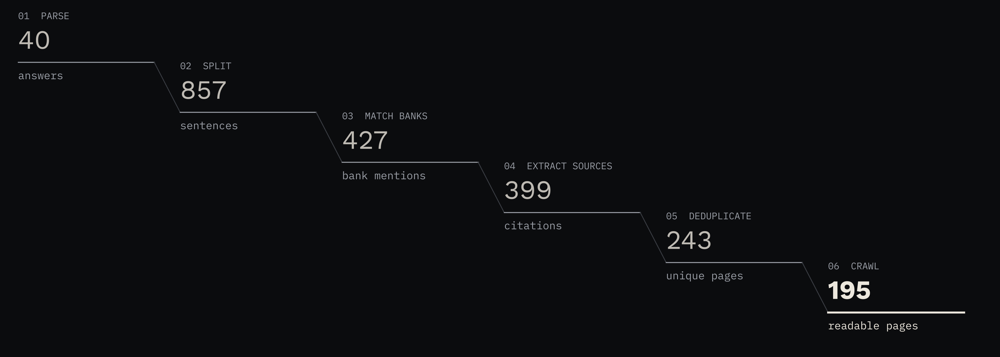 01 PARSE
40
answers
02 SPLIT
857
sentences
03 MATCH BANKS
427
bank mentions
04 EXTRACT SOURCES
399
citations
05 DEDUPLICATE
243
unique pages
06 CRAWL
195
readable pages